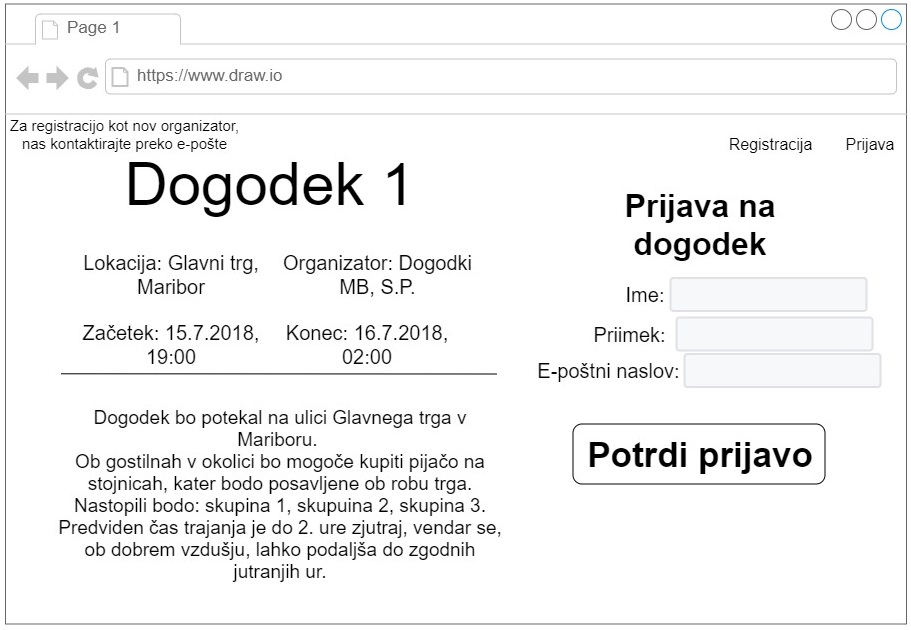 Page 1
https://www.draw.io
Za registracijo kot nov organizator,
nas kontaktirajte preko e-pošte
Registracija
Prijava
Dogodek 1
Lokacija: Glavni trg,
Maribor
Organizator: Dogodki
MB, S.P.
Začetek: 15.7.2018,
19:00
Konec: 16.7.2018,
02:00
Dogodek bo potekal na ulici Glavnega trga v
Mariboru.
Ob gostilnah v okolici bo mogoče kupiti pijačo na
stojnicah, kater bodo posavljene ob robu trga.
Nastopili bodo: skupina 1, skupuina 2, skupina 3.
Predviden čas trajanja je do 2. ure zjutraj, vendar se,
ob dobrem vzdušju, lahko podaljša do zgodnih
jutranjih ur.
Prijava na
dogodek
Ime:
Priimek:
E-poštni naslov:
Potrdi prijavo